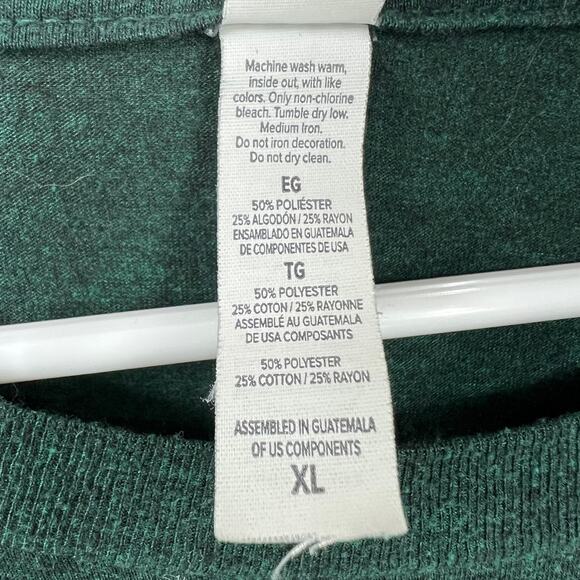 Machine wash warm,
inside out, with like
colors. Only non-chlorine
bleach. Tumble dry low.
Medium Iron.
Do not iron decoration.
Do not dry clean.
EG
50% POLIÉSTER
25% ALGODÓN / 25% RAYON
ENSAMBLADO EN GUATEMALA
DE COMPONENTES DE USA
TG
50% POLYESTER
25% COTON / 25% RAYONNE
ASSEMBLÉ AU GUATEMALA
DE USA COMPOSANTS
50% POLYESTER
25% COTTON / 25% RAYON
ASSEMBLED IN GUATEMALA
OF US COMPONENTS
XL